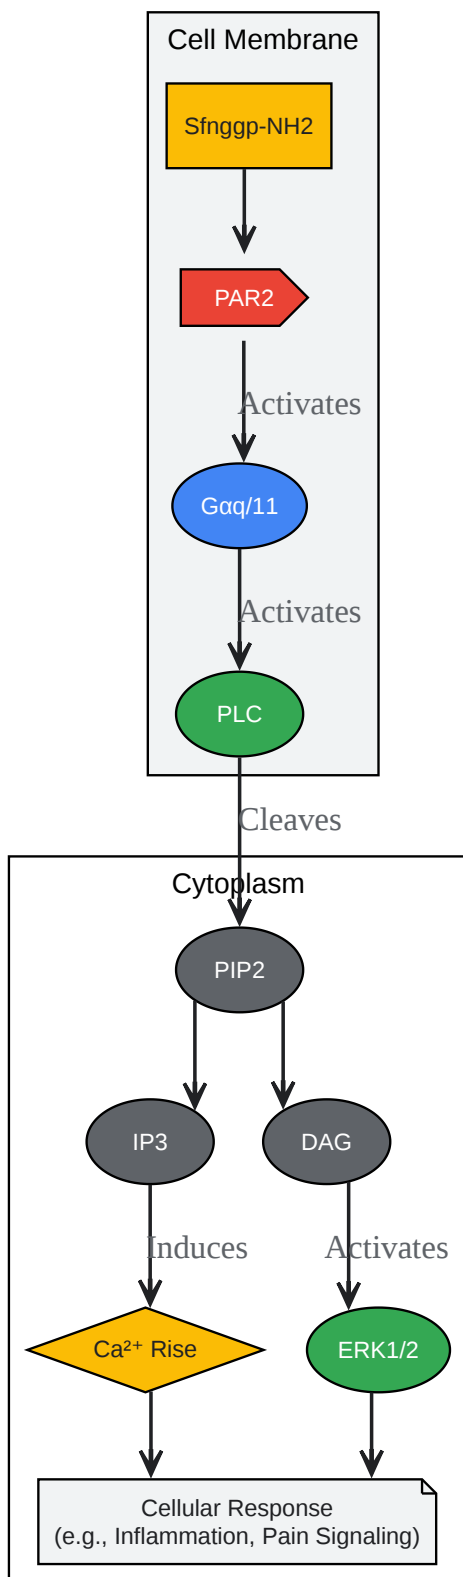 Cell Membrane
Sfnggp-NH2
PAR2
Activates
Gαq/11
Activates
PLC
Cleaves
Cytoplasm
PIP2
IP3
DAG
Induces
Activates
Ca²⁺ Rise
ERK1/2
Cellular Response
(e.g., Inflammation, Pain Signaling)